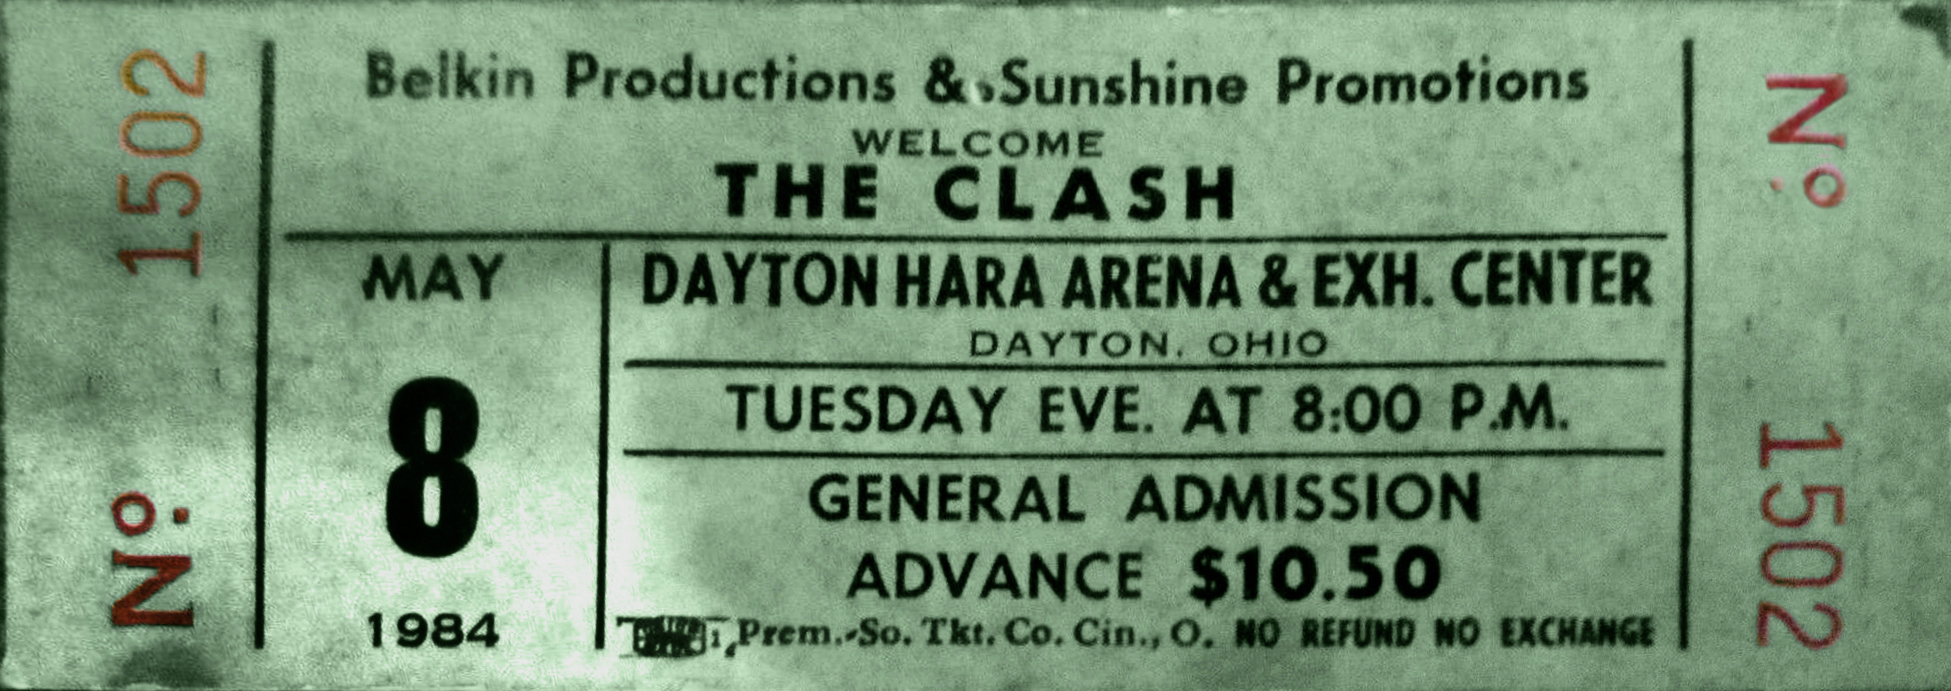 Nº. 1502
Belkin Productions & Sunshine Promotions
WELCOME
THE CLASH
MAY
8
1984
DAYTON HARA ARENA & EXH. CENTER
DAYTON, OHIO
TUESDAY EVE. AT 8:00 P.M.
GENERAL ADMISSION
ADVANCE $10.50
Prem.-So. Tkt. Co. Cin., O. NO REFUND NO EXCHANGE
Nº. 1502